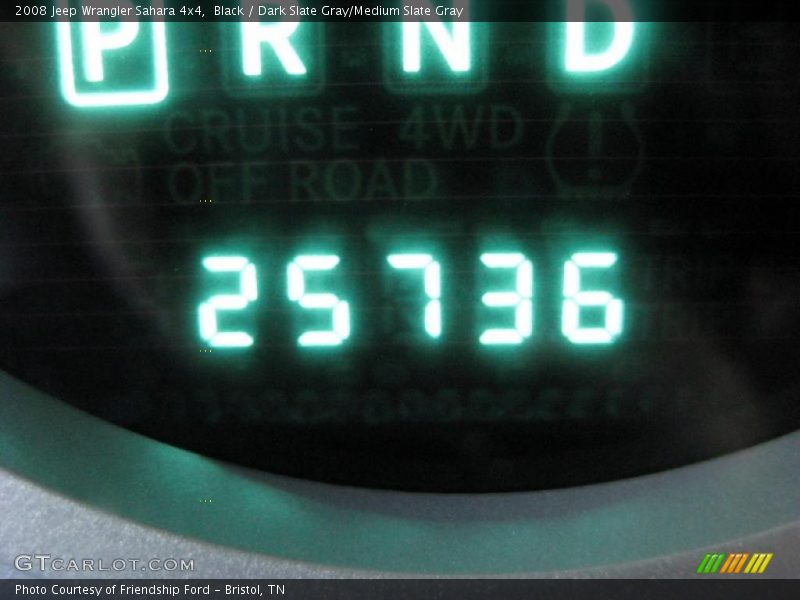 2008 Jeep Wrangler Sahara 4x4,  Black / Dark Slate Gray/Medium Slate Gray
P R N D
CRUISE 4WD
OFF ROAD
TRIP
25736
GTCARLOT.COM
Photo Courtesy of Friendship Ford - Bristol, TN